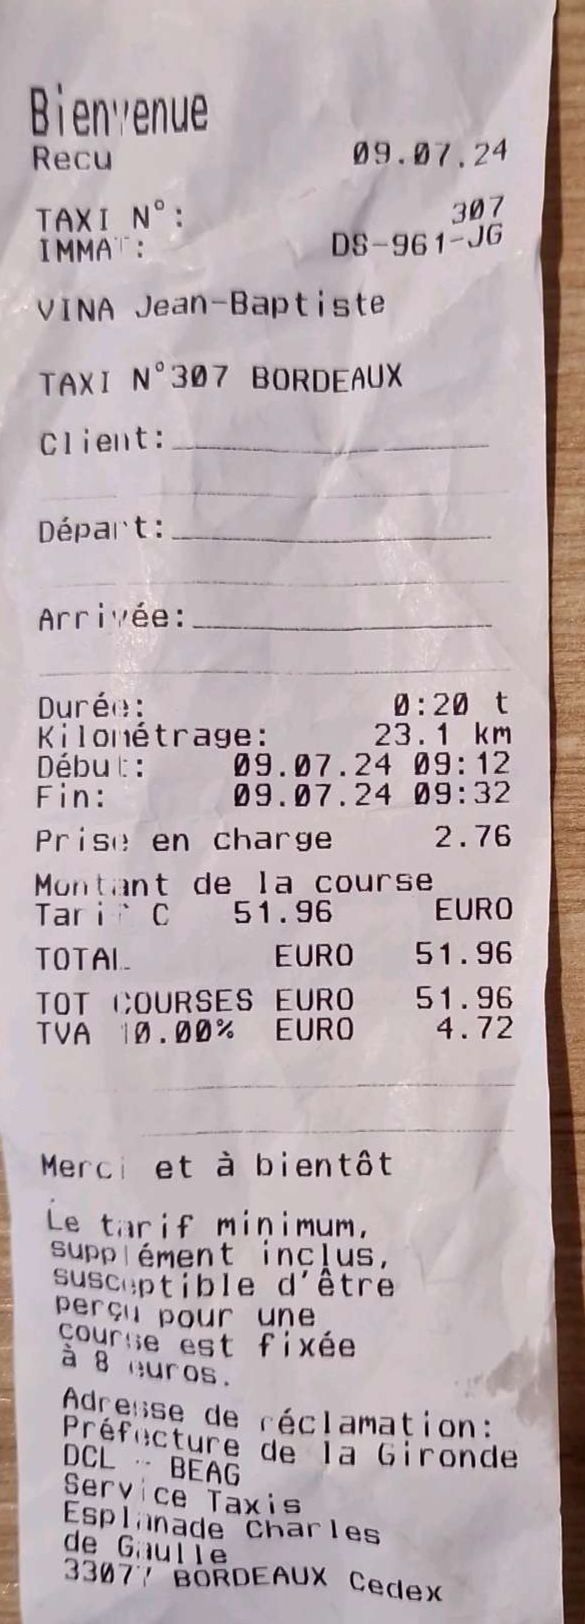 Bienvenue
Recu 09.07.24
TAXI N°: 307
IMMAT: DS-961-JG
VINA Jean-Baptiste
TAXI N°307 BORDEAUX
Client:
Départ:
Arrivée:
Durée: 0:20 t
Kilométrage: 23.1 km
Début: 09.07.24 09:12
Fin: 09.07.24 09:32
Prise en charge 2.76
Montant de la course
Tarif C 51.96 EURO
TOTAL EURO 51.96
TOT COURSES EURO 51.96
TVA 10.00% EURO 4.72
Merci et à bientôt
Le tarif minimum,
supplément inclus,
susceptible d'être
perçu pour une
course est fixée
à 8 euros.
Adresse de réclamation:
Préfecture de la Gironde
DCL - BEAG
Service Taxis
Esplanade Charles
de Gaulle
33077 BORDEAUX Cedex